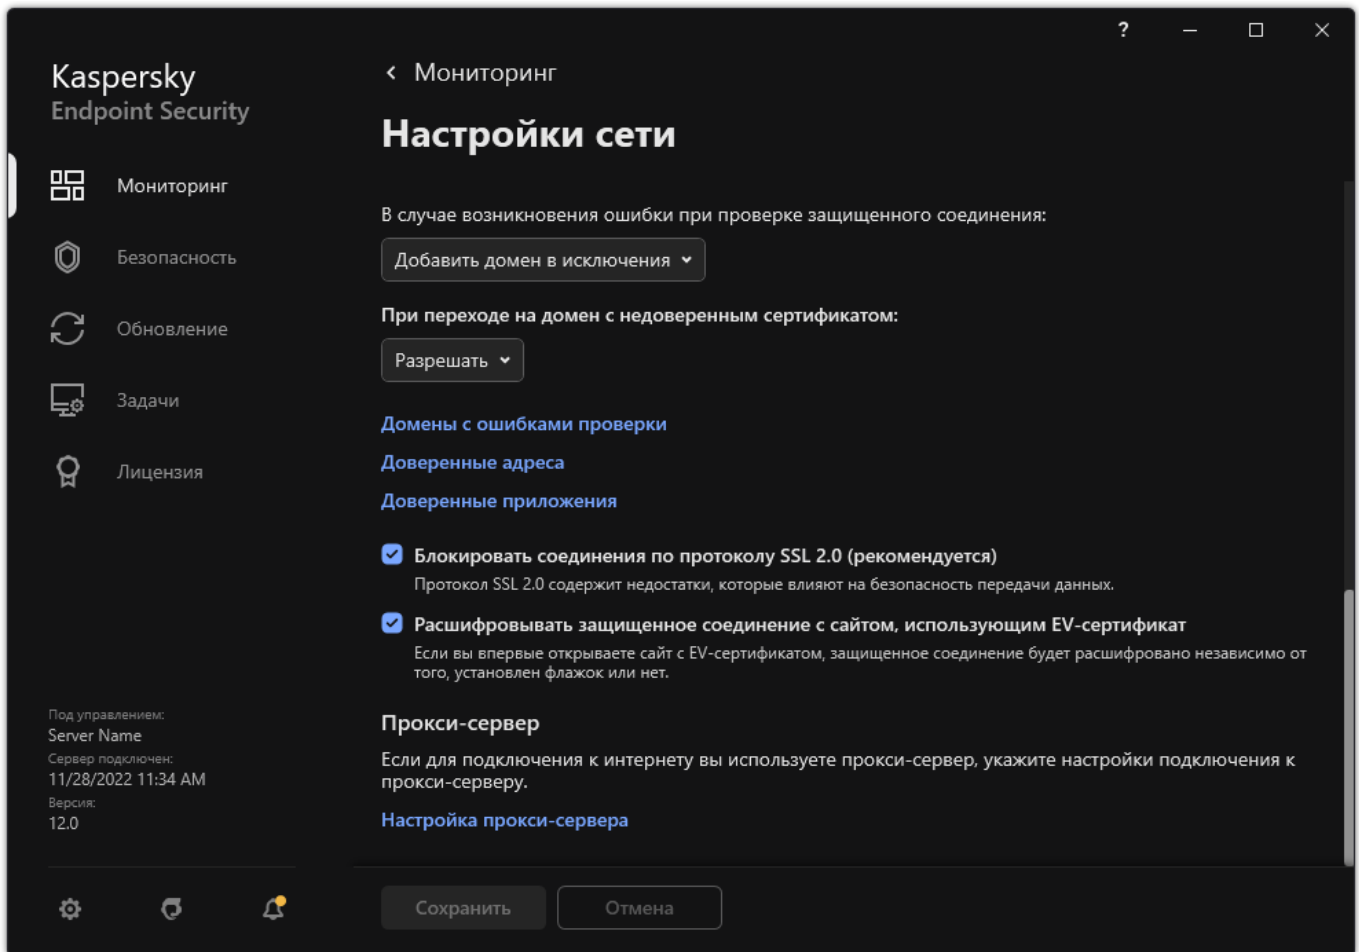 ?
Kaspersky
Endpoint Security
Мониторинг
Безопасность
Обновление
Задачи
Лицензия
Под управлением:
Server Name
Сервер подключен:
11/28/2022 11:34 AM
Версия:
12.0
Мониторинг
Настройки сети
В случае возникновения ошибки при проверке защищенного соединения:
Добавить домен в исключения
При переходе на домен с недоверенным сертификатом:
Разрешать
Домены с ошибками проверки
Доверенные адреса
Доверенные приложения
Блокировать соединения по протоколу SSL 2.0 (рекомендуется)
Протокол SSL 2.0 содержит недостатки, которые влияют на безопасность передачи данных.
Расшифровывать защищенное соединение с сайтом, использующим EV-сертификат
Если вы впервые открываете сайт с EV-сертификатом, защищенное соединение будет расшифровано независимо от
того, установлен флажок или нет.
Прокси-сервер
Если для подключения к интернету вы используете прокси-сервер, укажите настройки подключения к
прокси-серверу.
Настройка прокси-сервера
Сохранить
Отмена